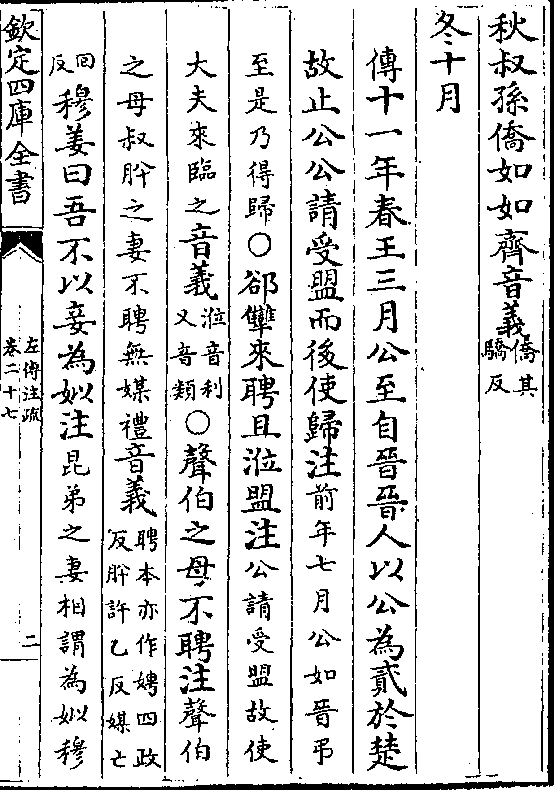 秋叔孫僑如如齊音義僑其
驕反
冬十月
傳十一年春王三月公至自晉晉人以公為貳於楚
故止公公請受盟而後使歸注前年七月公如晉弔
至是乃得歸○郤犫來聘且涖盟注公請受盟故使
大夫來臨之音義涖音利
又音類○聲伯之母不聘注聲伯
之母叔肸之妻不聘無媒禮音義聘本亦作娉四政
反肸許乙反媒亡
回
反穆姜曰吾不以妾為姒注昆弟之妻相謂為姒穆
欽定四庫全書
左傳注疏
卷二十七
二